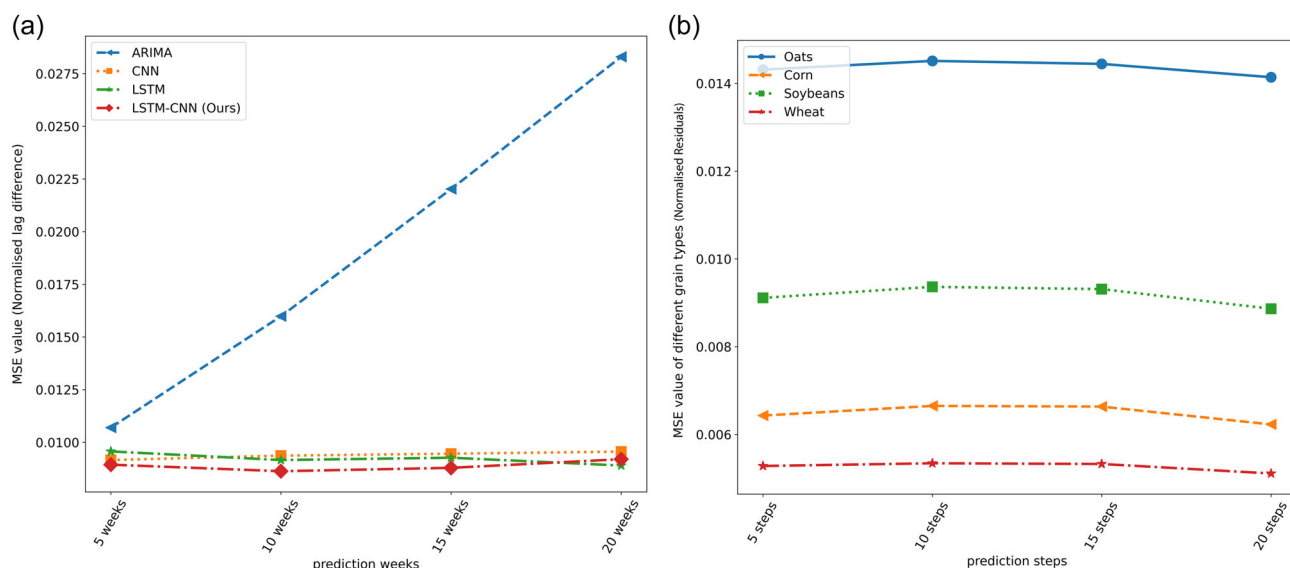 (a)
ARIMA
CNN
LSTM
LSTM-CNN (Ours)
MSE value (Normalised lag difference)
0.0275
0.0250
0.0225
0.0200
0.0175
0.0150
0.0125
0.0100
5 weeks
10 weeks
15 weeks
20 weeks
prediction weeks
(b)
Oats
Corn
Soybeans
Wheat
MSE value of different grain types (Normalised Residuals)
0.014
0.012
0.010
0.008
0.006
5 steps
10 steps
15 steps
20 steps
prediction steps